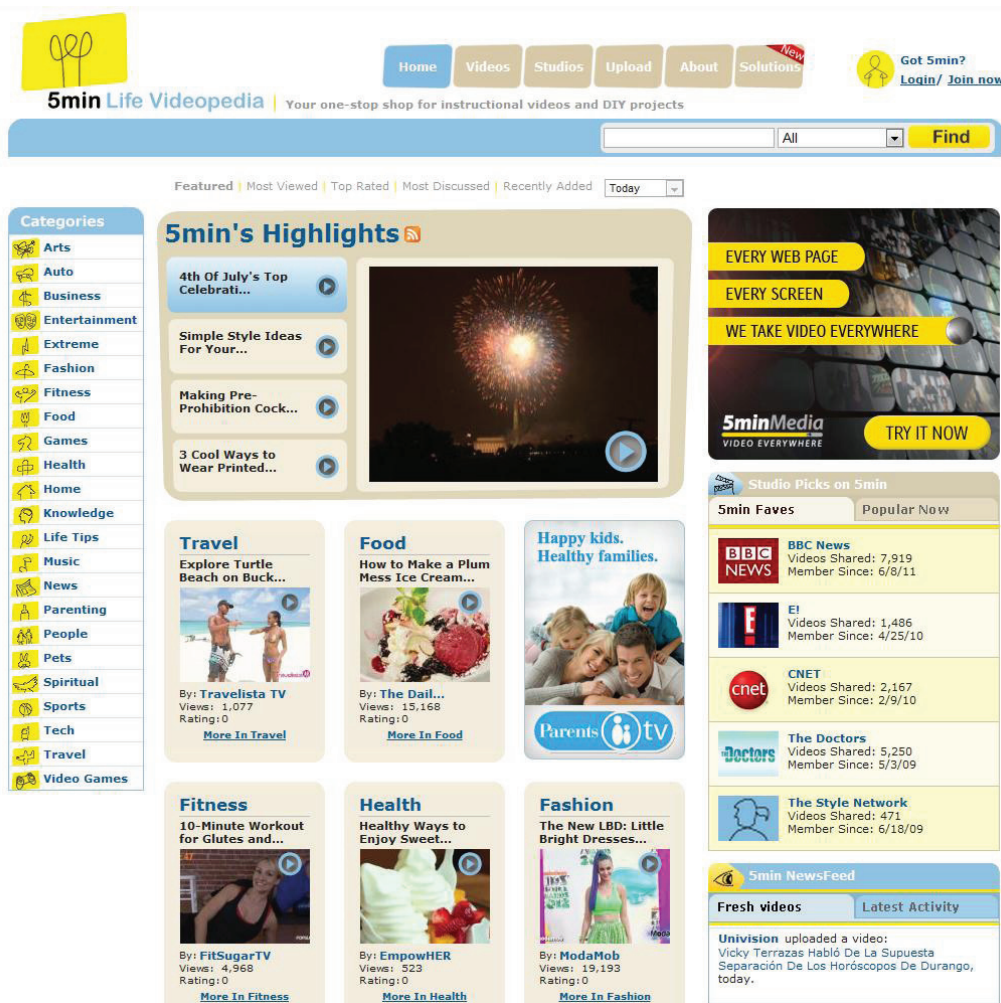 Home
Videos
Studios
Upload
About
Solutions
New
Got 5min?
Login/ Join now
5min Life Videopedia | Your one-stop shop for instructional videos and DIY projects
All
Find
Featured | Most Viewed | Top Rated | Most Discussed | Recently Added
Today
Categories
Arts
Auto
Business
Entertainment
Extreme
Fashion
Fitness
Food
Games
Health
Home
Knowledge
Life Tips
Music
News
Parenting
People
Pets
Spiritual
Sports
Tech
Travel
Video Games
5min's Highlights
4th Of July's Top
Celebrati...
Simple Style Ideas
For Your...
Making Pre-
Prohibition Cock...
3 Cool Ways to
Wear Printed...
EVERY WEB PAGE
EVERY SCREEN
WE TAKE VIDEO EVERYWHERE
5minMedia
VIDEO EVERYWHERE
TRY IT NOW
Travel
Explore Turtle
Beach on Buck...
By: Travelista TV
Views: 1,077
Rating:0
More In Travel
Food
How to Make a Plum
Mess Ice Cream...
By: The Dail...
Views: 15,168
Rating:0
More In Food
Happy kids.
Healthy families.
Parents tv
Fitness
10-Minute Workout
for Glutes and...
By: FitSugarTV
Views: 4,968
Rating:0
More In Fitness
Health
Healthy Ways to
Enjoy Sweet...
By: EmpowHER
Views: 523
Rating:0
More In Health
Fashion
The New LBD: Little
Bright Dresses...
By: ModaMob
Views: 19,193
Rating:0
More In Fashion
Studio Picks on 5min
5min Faves
Popular Now
BBC
NEWS
BBC News
Videos Shared: 7,919
Member Since: 6/8/11
E!
E!
Videos Shared: 1,486
Member Since: 4/25/10
cnet
CNET
Videos Shared: 2,167
Member Since: 2/9/10
THE Doctors
The Doctors
Videos Shared: 5,250
Member Since: 5/3/09
The Style Network
Videos Shared: 471
Member Since: 6/18/09
5min NewsFeed
Fresh videos
Latest Activity
Univision uploaded a video:
Vicky Terrazas Habló De La Supuesta
Separación De Los Horóscopos De Durango,
today.